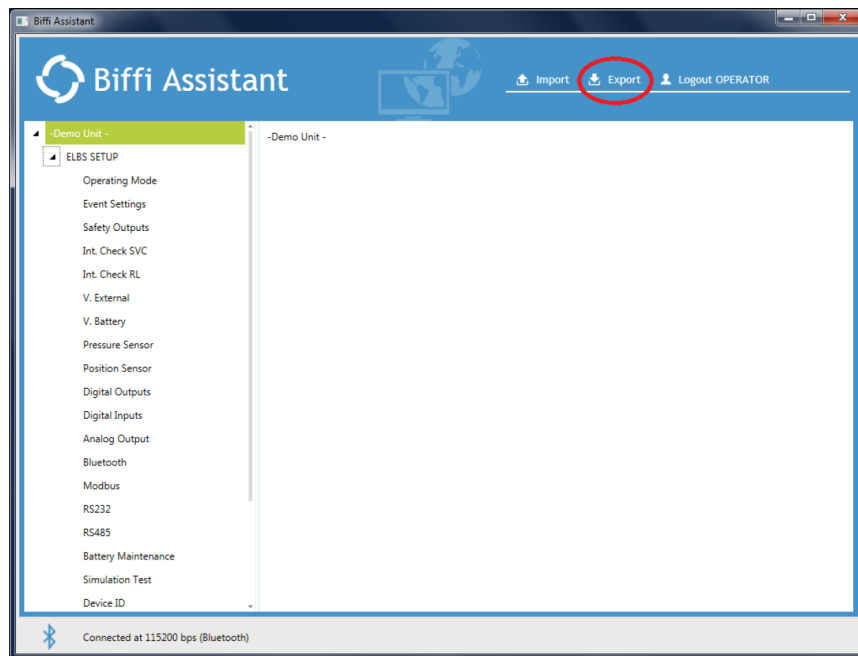 Biffi Assistant
Biffi Assistant
Import Export Logout OPERATOR
-Demo Unit -
-Demo Unit -
ELBS SETUP
Operating Mode
Event Settings
Safety Outputs
Int. Check SVC
Int. Check RL
V. External
V. Battery
Pressure Sensor
Position Sensor
Digital Outputs
Digital Inputs
Analog Output
Bluetooth
Modbus
RS232
RS485
Battery Maintenance
Simulation Test
Device ID
Connected at 115200 bps (Bluetooth)